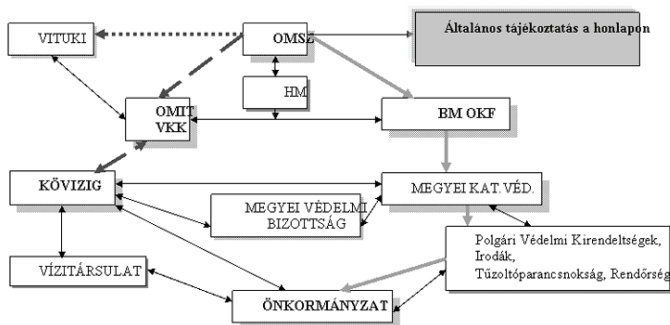 VITUKI
OMSZ
Általános tájékoztatás a honlapon
HM
OMIT
VKK
BM OKF
KÖVIZIG
MEGYEI KAT.VÉD.
MEGYEI VÉDELMI
BIZOTTSÁG
Polgári Védelmi Kirendeltségek,
Irodák,
Tűzoltóparancsnokság, Rendőrség
VÍZITÁRSULAT
ÖNKORMÁNYZAT